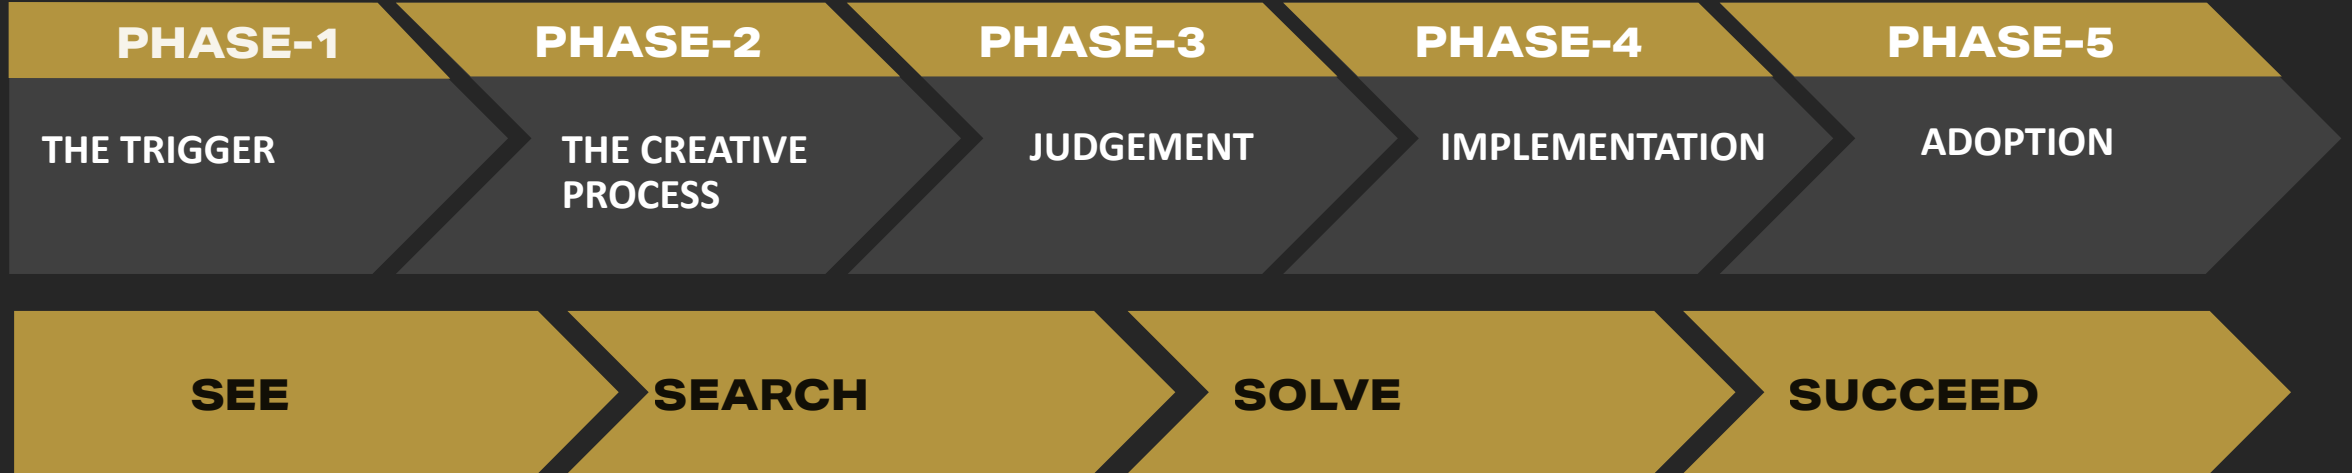 PHASE-1
PHASE-2
PHASE-3
PHASE-4
PHASE-5
THE TRIGGER
THE CREATIVE
PROCESS
JUDGEMENT
IMPLEMENTATION
ADOPTION
SEE
SEARCH
SOLVE
SUCCEED